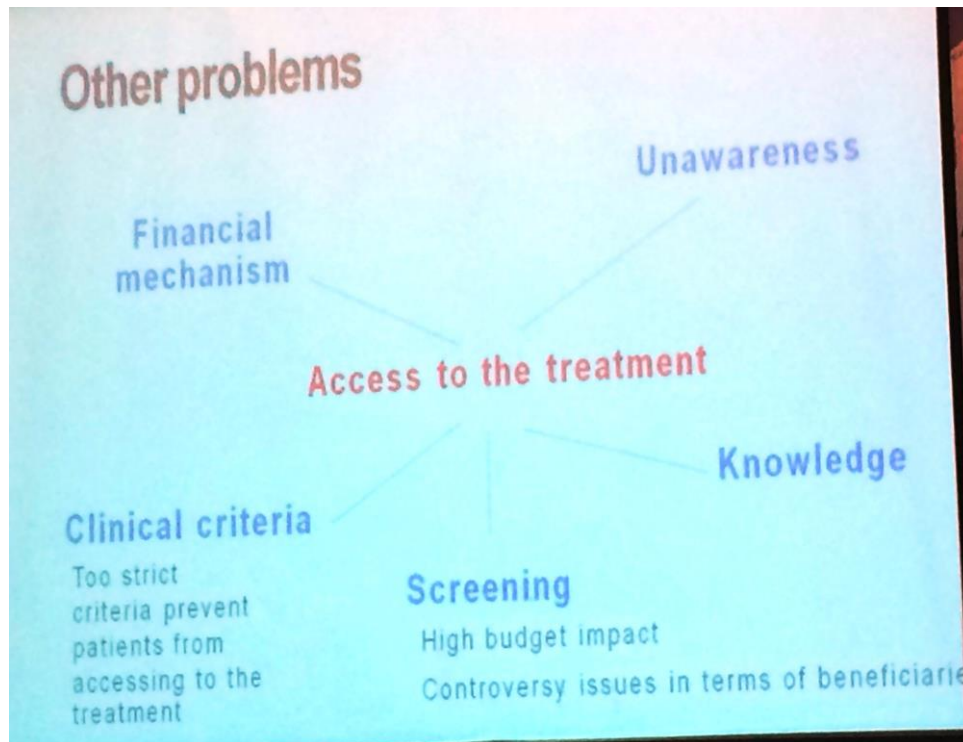 Other problems
Unawareness
Financial
mechanism
Access to the treatment
Knowledge
Clinical criteria
Too strict
criteria prevent
patients from
accessing to the
treatment
Screening
High budget impact
Controversy issues in terms of beneficiarie